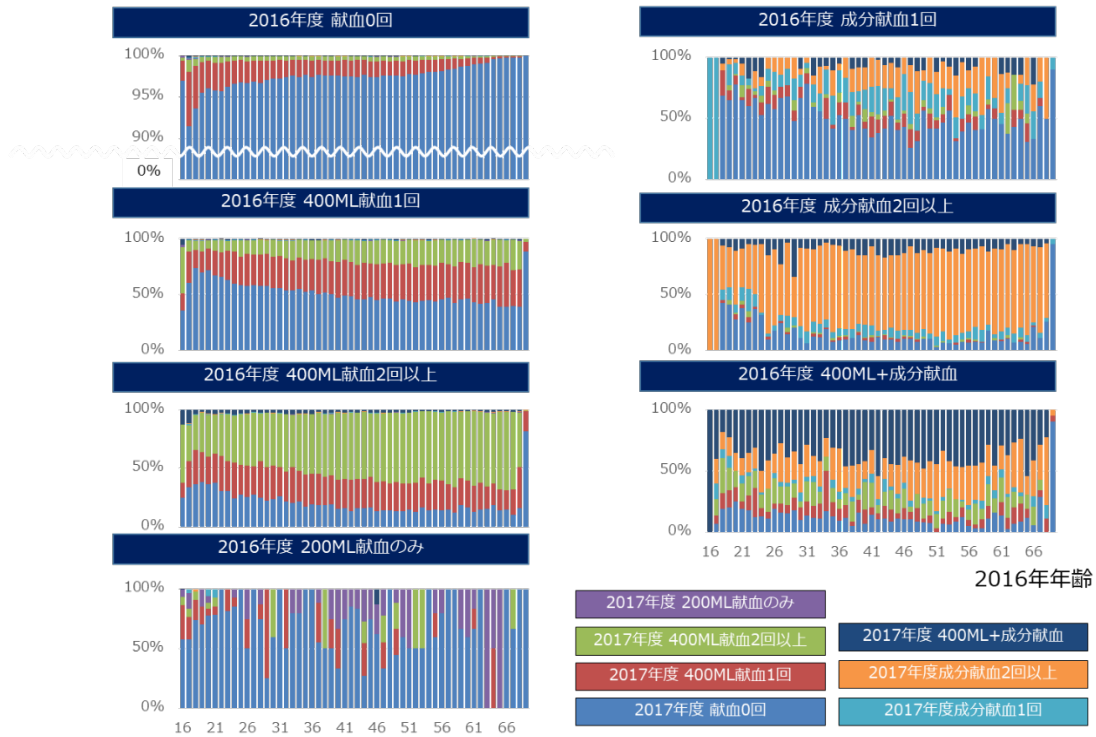 2016年度 献血0回
100%
95%
90%
0%
2016年度 400ML献血1回
100%
50%
0%
2016年度 400ML献血2回以上
100%
50%
0%
2016年度 200ML献血のみ
100%
50%
0%
16 21 26 31 36 41 46 51 56 61 66
2016年度 成分献血1回
100%
50%
0%
2016年度 成分献血2回以上
100%
50%
0%
2016年度 400ML+成分献血
100%
50%
0%
16 21 26 31 36 41 46 51 56 61 66
2016年年齢
2017年度 200ML献血のみ
2017年度 400ML献血2回以上
2017年度 400ML献血1回
2017年度 献血0回
2017年度 400ML+成分献血
2017年度成分献血2回以上
2017年度成分献血1回